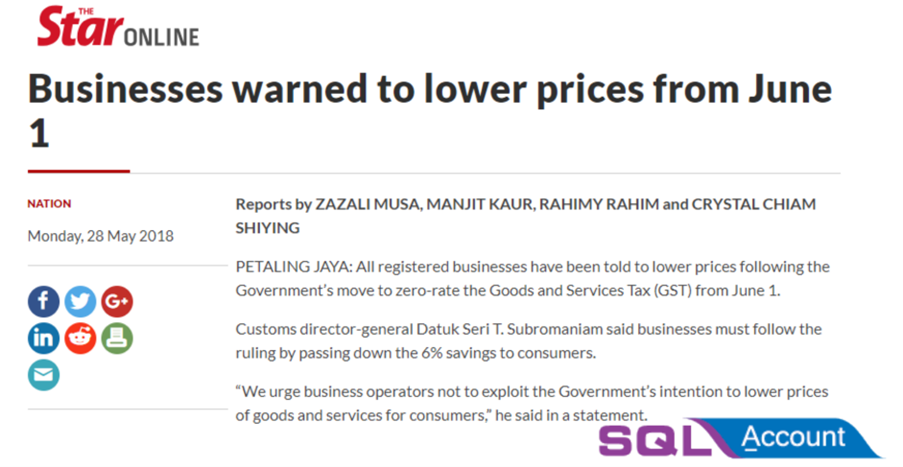 THE
Star ONLINE
Businesses warned to lower prices from June
1
NATION
Monday, 28 May 2018
Reports by ZAZALI MUSA, MANJIT KAUR, RAHIMY RAHIM and CRYSTAL CHIAM
SHIYING
PETALING JAYA: All registered businesses have been told to lower prices following the
Government’s move to zero-rate the Goods and Services Tax (GST) from June 1.
Customs director-general Datuk Seri T. Subromaniam said businesses must follow the
ruling by passing down the 6% savings to consumers.
“We urge business operators not to exploit the Government’s intention to lower prices
of goods and services for consumers,” he said in a statement.
f
G+
in
SQL Account